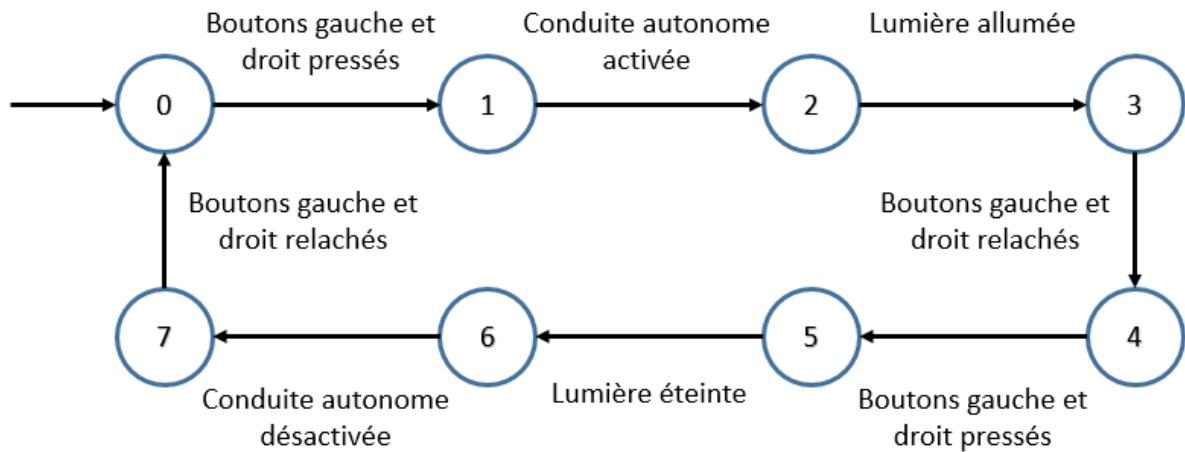 Boutons gauche et
droit pressés
Conduite autonome
activée
Lumière allumée
0
1
2
3
Boutons gauche et
droit relachés
Boutons gauche et
droit relachés
7
6
5
4
Conduite autonome
désactivée
Lumière éteinte
Boutons gauche et
droit pressés